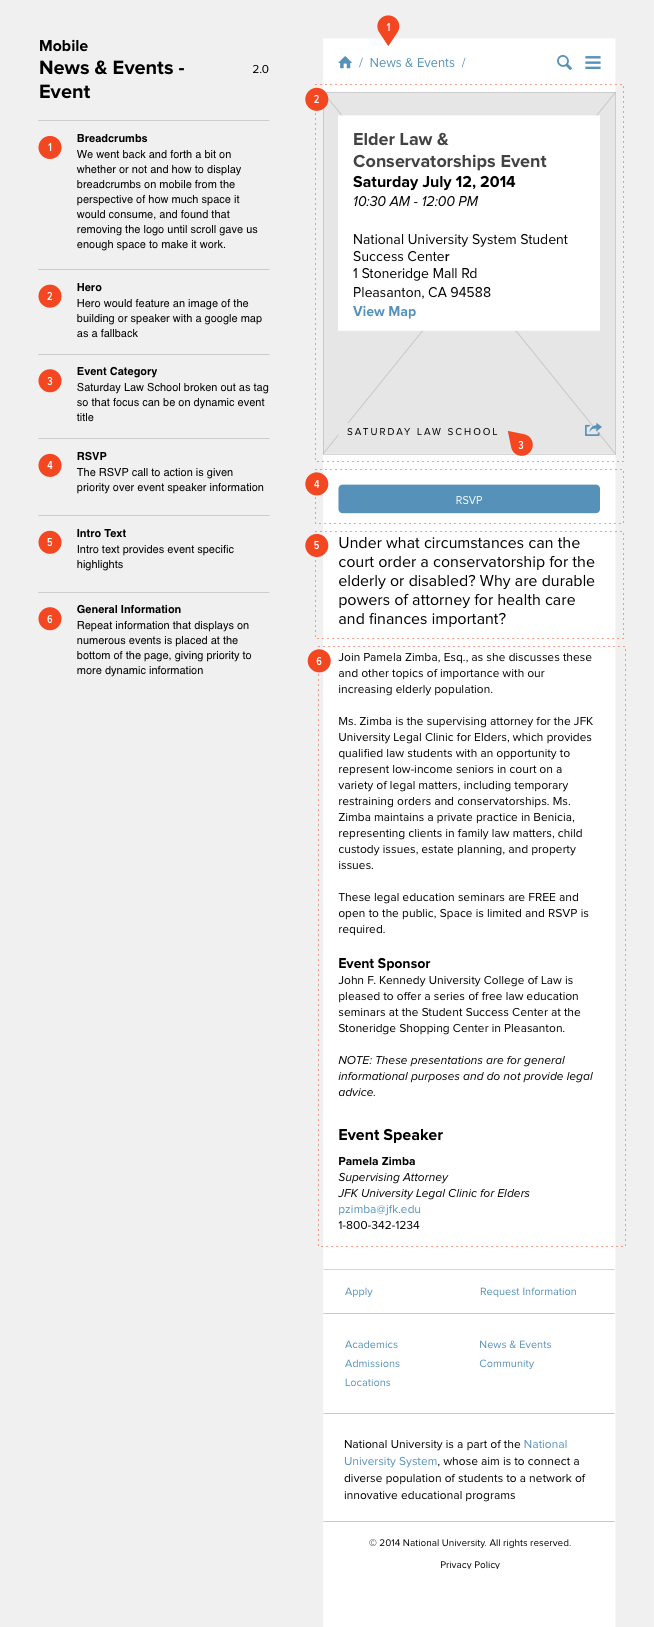 Mobile
News & Events -
Event
2.0
1
Breadcrumbs
We went back and forth a bit on
whether or not and how to display
breadcrumbs on mobile from the
perspective of how much space it
would consume, and found that
removing the logo until scroll gave us
enough space to make it work.
2
Hero
Hero would feature an image of the
building or speaker with a google map
as a fallback
3
Event Category
Saturday Law School broken out as tag
so that focus can be on dynamic event
title
4
RSVP
The RSVP call to action is given
priority over event speaker information
5
Intro Text
Intro text provides event specific
highlights
6
General Information
Repeat information that displays on
numerous events is placed at the
bottom of the page, giving priority to
more dynamic information
1
/ News & Events /
2
Elder Law &
Conservatorships Event
Saturday July 12, 2014
10:30 AM - 12:00 PM
National University System Student
Success Center
1 Stoneridge Mall Rd
Pleasanton, CA 94588
View Map
SATURDAY LAW SCHOOL
3
4
RSVP
5
Under what circumstances can the
court order a conservatorship for the
elderly or disabled? Why are durable
powers of attorney for health care
and finances important?
6
Join Pamela Zimba, Esq., as she discusses these
and other topics of importance with our
increasing elderly population.
Ms. Zimba is the supervising attorney for the JFK
University Legal Clinic for Elders, which provides
qualified law students with an opportunity to
represent low-income seniors in court on a
variety of legal matters, including temporary
restraining orders and conservatorships. Ms.
Zimba maintains a private practice in Benicia,
representing clients in family law matters, child
custody issues, estate planning, and property
issues.
These legal education seminars are FREE and
open to the public, Space is limited and RSVP is
required.
Event Sponsor
John F. Kennedy University College of Law is
pleased to offer a series of free law education
seminars at the Student Success Center at the
Stoneridge Shopping Center in Pleasanton.
NOTE: These presentations are for general
informational purposes and do not provide legal
advice.
Event Speaker
Pamela Zimba
Supervising Attorney
JFK University Legal Clinic for Elders
pzimba@jfk.edu
1-800-342-1234
Apply
Request Information
Academics
News & Events
Admissions
Community
Locations
National University is a part of the National
University System, whose aim is to connect a
diverse population of students to a network of
innovative educational programs
© 2014 National University. All rights reserved.
Privacy Policy